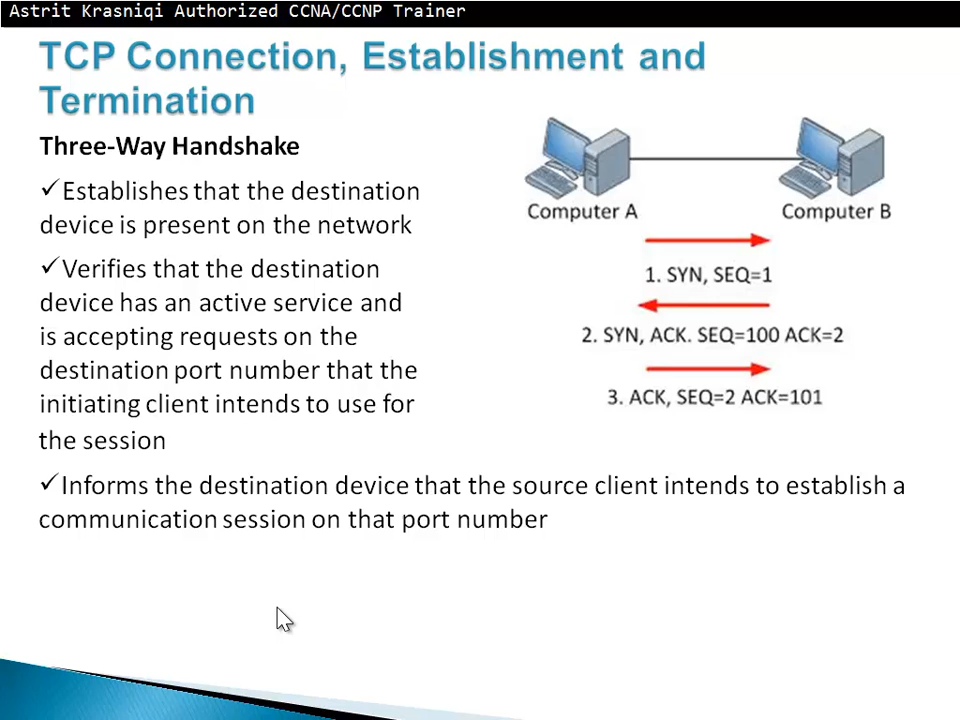 Astrit Krasniqi Authorized CCNA/CCNP Trainer
TCP Connection, Establishment and
Termination
Three-Way Handshake
✓Establishes that the destination
device is present on the network
✓Verifies that the destination
device has an active service and
is accepting requests on the
destination port number that the
initiating client intends to use for
the session
✓Informs the destination device that the source client intends to establish a
communication session on that port number
Computer A
Computer B
1. SYN, SEQ=1
2. SYN, ACK. SEQ=100 ACK=2
3. ACK, SEQ=2 ACK=101